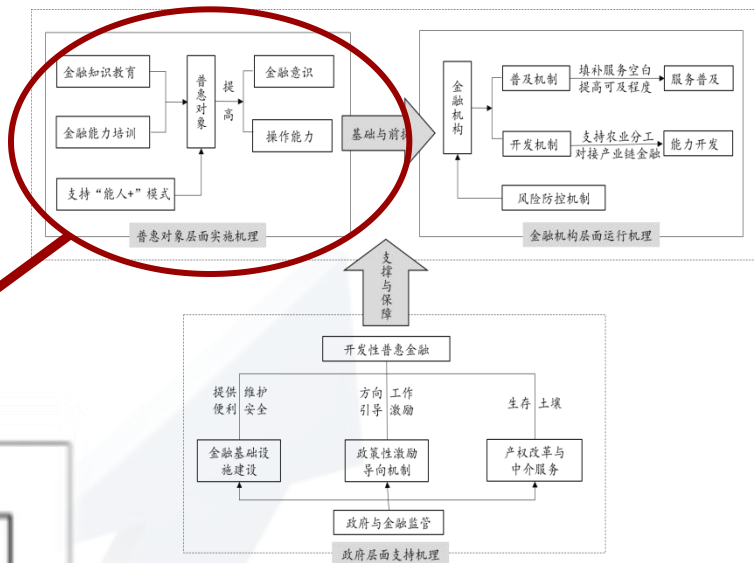 金融知识教育
金融能力培训
支持“能人+”模式
普惠对象
提高
金融意识
操作能力
普惠对象层面实施机理
基础与前
金融机构
普及机制
填补服务空白
提高可及程度
服务普及
开发机制
支持农业分工
对接产业链金融
能力开发
风险防控机制
金融机构层面运行机理
支撑与保障
开发性普惠金融
提供 维护
便利 安全
方向 工作
引导 激励
生存 土壤
金融基础设
施建设
政策性激励
导向机制
产权改革与
中介服务
政府与金融监管
政府层面支持机理